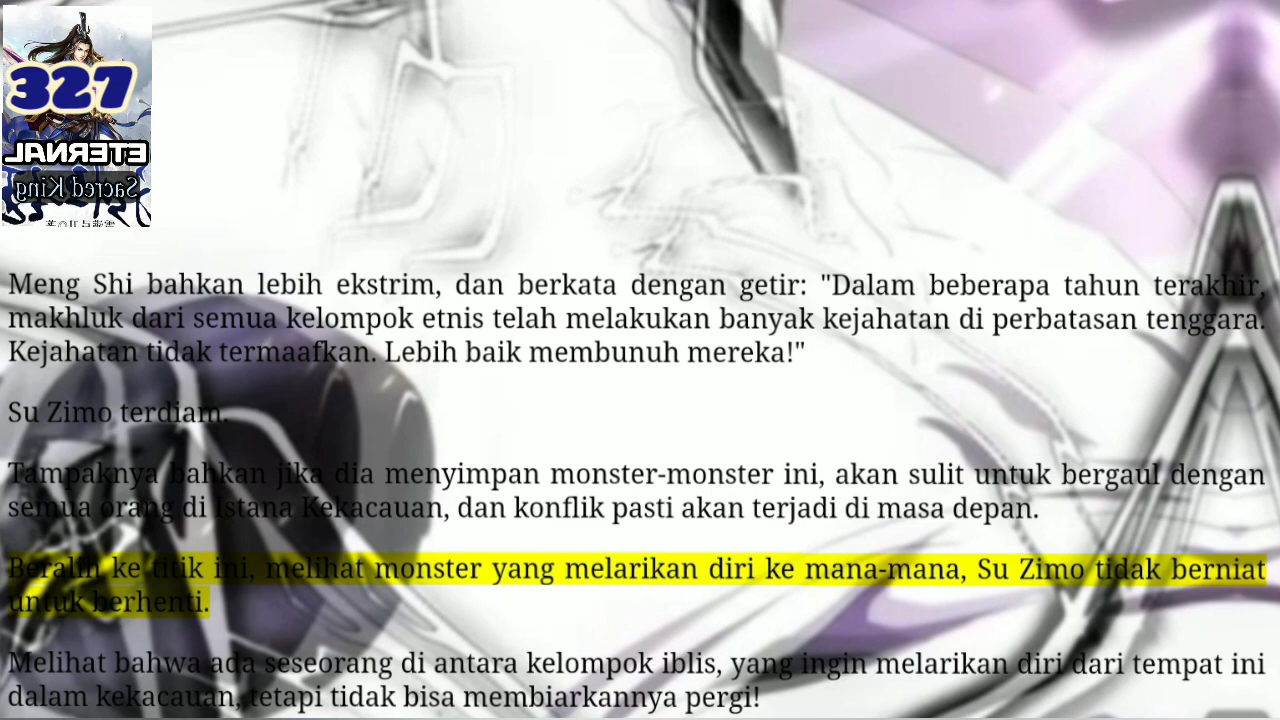 327
ETERNAL
Sacred King
Meng Shi bahkan lebih ekstrim, dan berkata dengan getir: "Dalam beberapa tahun terakhir,
makhluk dari semua kelompok etnis telah melakukan banyak kejahatan di perbatasan tenggara.
Kejahatan tidak termaafkan. Lebih baik membunuh mereka!"
Su Zimo terdiam.
Tampaknya bahkan jika dia menyimpan monster-monster ini, akan sulit untuk bergaul dengan
semua orang di Istana Kekacauan, dan konflik pasti akan terjadi di masa depan.
Beralih ke titik ini, melihat monster yang melarikan diri ke mana-mana, Su Zimo tidak berniat
untuk berhenti.
Melihat bahwa ada seseorang di antara kelompok iblis, yang ingin melarikan diri dari tempat ini
dalam kekacauan, tetapi tidak bisa membiarkannya pergi!